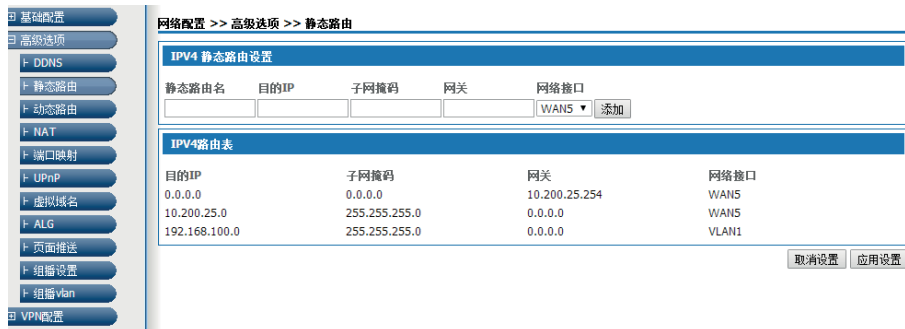 基础配置
高级选项
DDNS
静态路由
动态路由
NAT
端口映射
UPnP
虚拟域名
ALG
页面推送
组播设置
组播vlan
VPN配置
网络配置 >> 高级选项 >> 静态路由
IPV4 静态路由设置
静态路由名 目的IP 子网掩码 网关 网络接口
WAN5 添加
IPV4路由表
目的IP 子网掩码 网关 网络接口
0.0.0.0 0.0.0.0 10.200.25.254 WAN5
10.200.25.0 255.255.255.0 0.0.0.0 WAN5
192.168.100.0 255.255.255.0 0.0.0.0 VLAN1
取消设置 应用设置